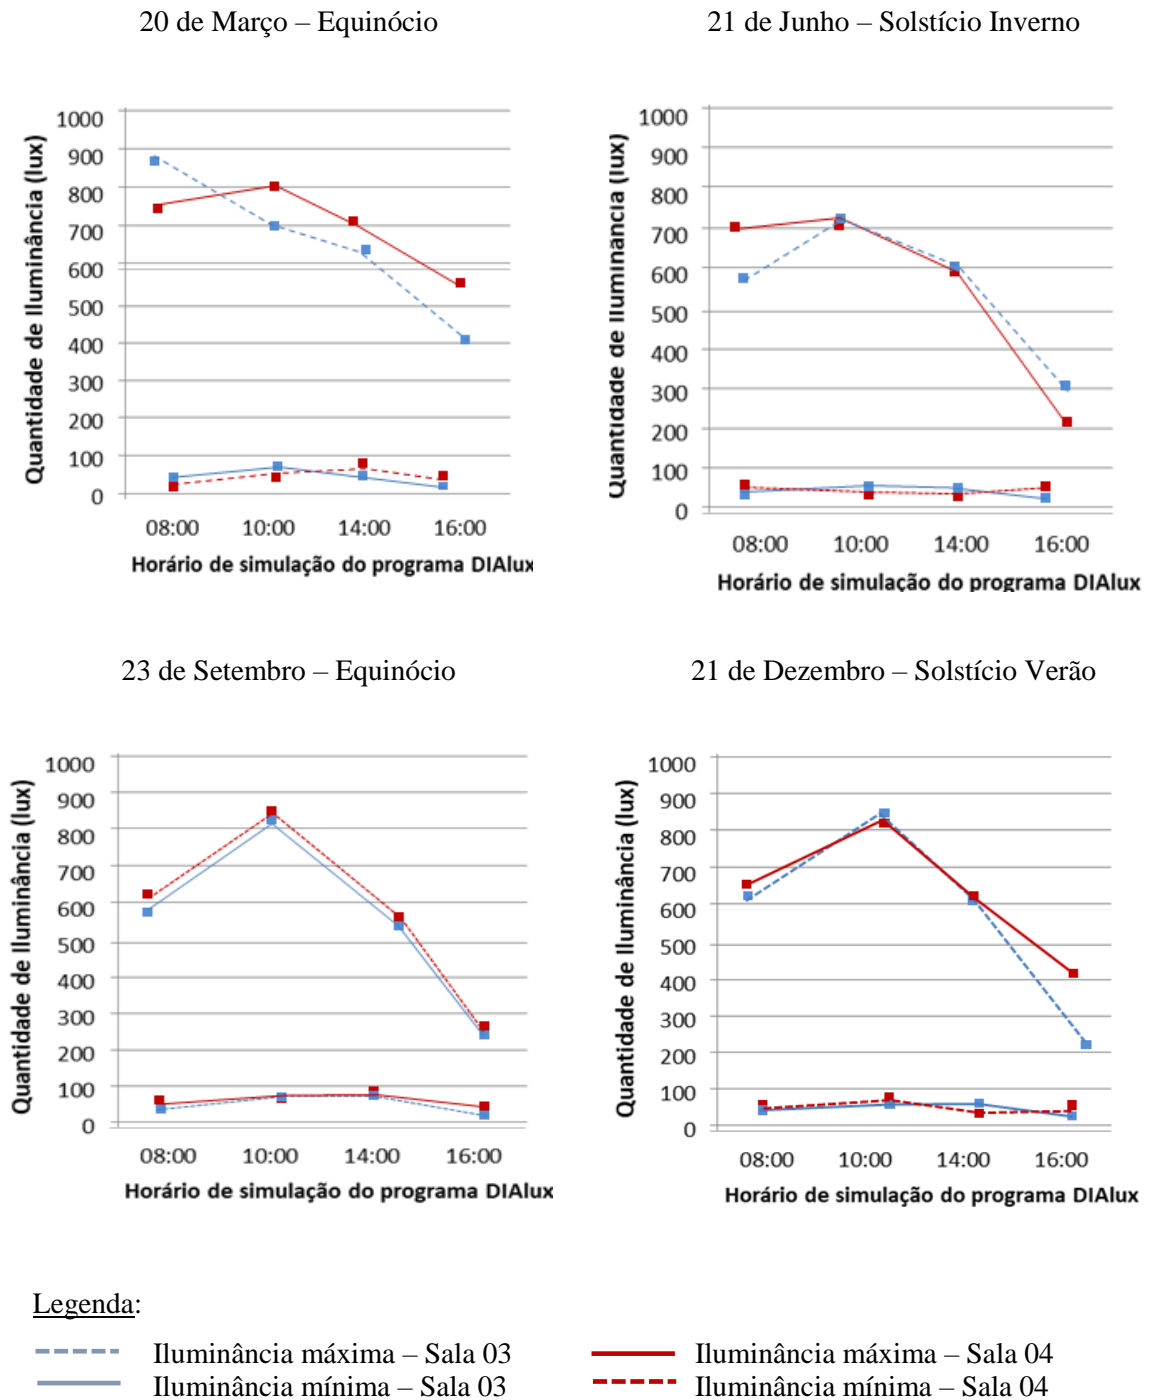 20 de Março – Equinócio
21 de Junho – Solstício Inverno
Quantidade de Iluminância (lux)
1000
900
800
700
600
500
400
300
200
100
0
08:00 10:00 14:00 16:00
Horário de simulação do programa DIAlux
Quantidade de Iluminância (lux)
1000
900
800
700
600
500
400
300
200
100
0
08:00 10:00 14:00 16:00
Horário de simulação do programa DIAlux
23 de Setembro – Equinócio
21 de Dezembro – Solstício Verão
Quantidade de Iluminância (lux)
1000
900
800
700
600
500
400
300
200
100
0
08:00 10:00 14:00 16:00
Horário de simulação do programa DIAlux
Quantidade de Iluminância (lux)
1000
900
800
700
600
500
400
300
200
100
0
08:00 10:00 14:00 16:00
Horário de simulação do programa DIAlux
Legenda:
Iluminância máxima – Sala 03
Iluminância máxima – Sala 04
Iluminância mínima – Sala 03
Iluminância mínima – Sala 04